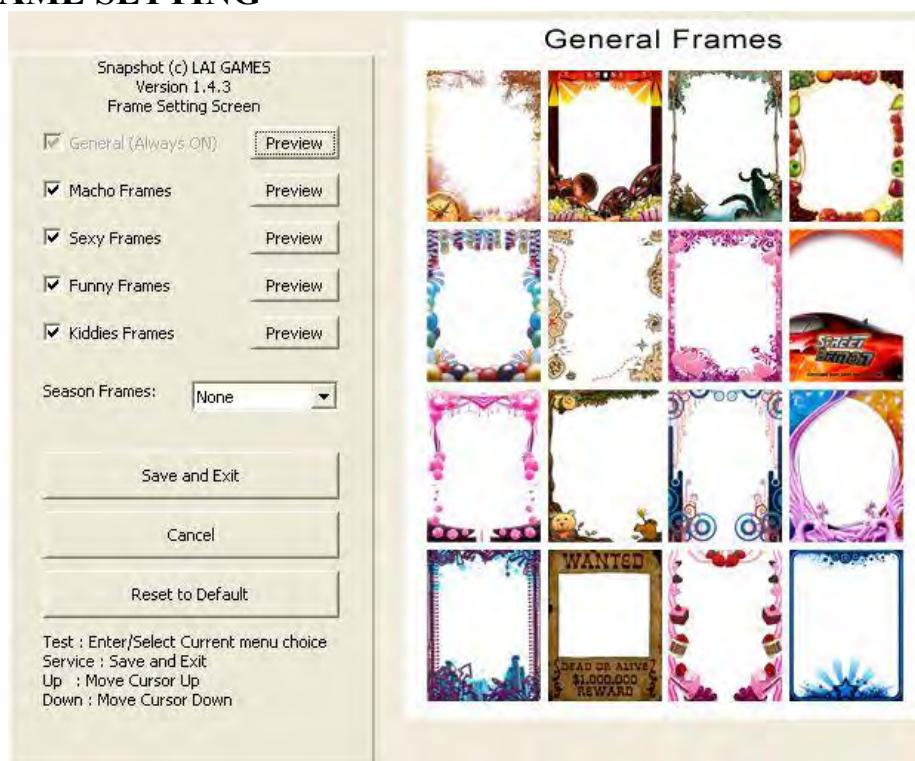 AME SETTING
Snapshot (c) LAI GAMES
Version 1.4.3
Frame Setting Screen
General (Always ON)
Preview
Macho Frames
Preview
Sexy Frames
Preview
Funny Frames
Preview
Kiddies Frames
Preview
Season Frames:
None
Save and Exit
Cancel
Reset to Default
Test : Enter/Select Current menu choice
Service : Save and Exit
Up : Move Cursor Up
Down : Move Cursor Down
General Frames
STREET
WANTED
DEAD OR ALIVE
$1,000,000
REWARD